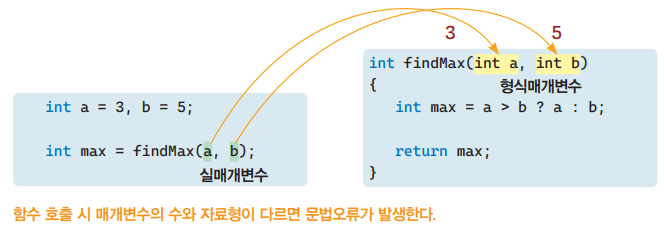 3 5
int a = 3, b = 5;
int max = findMax(a, b);
실매개변수
int findMax(int a, int b)
{
형식매개변수
int max = a > b ? a : b;
return max;
}
함수 호출 시 매개변수의 수와 자료형이 다르면 문법오류가 발생한다.